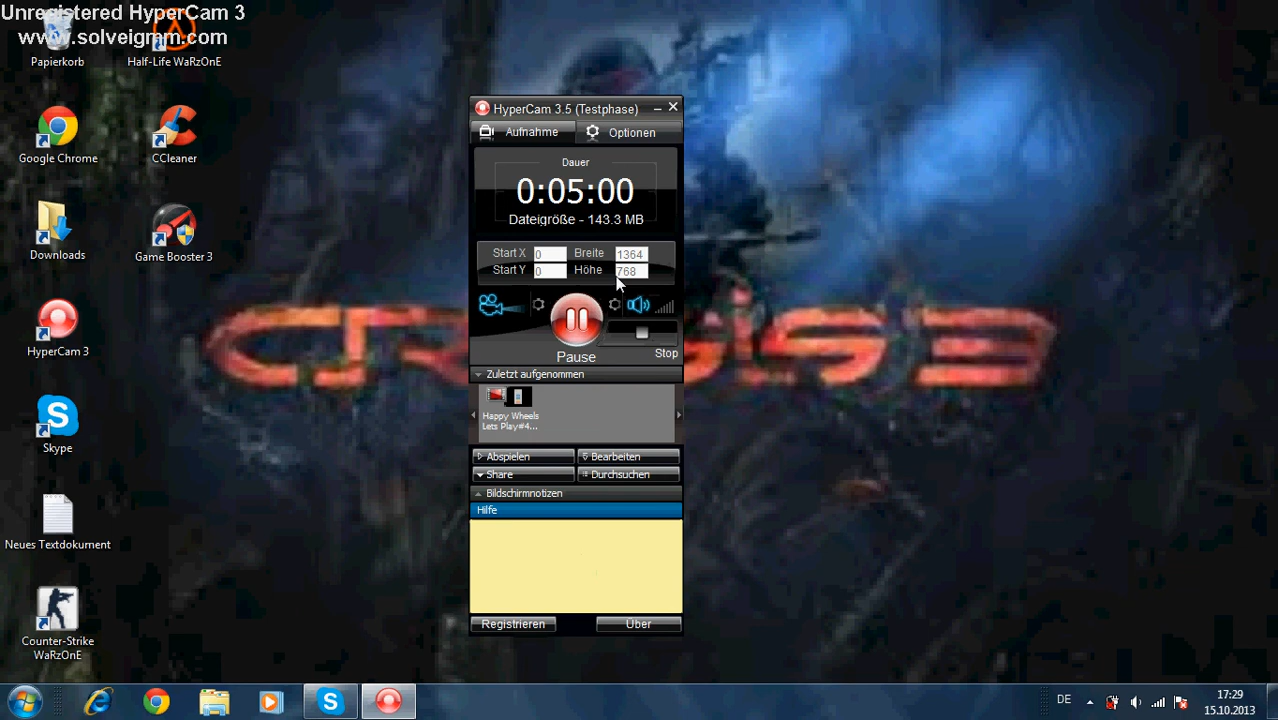 Unregistered HyperCam 3
www.solveigmm.com
Papierkorb
Half-Life WaRzOnE
Google Chrome
CCleaner
Downloads
Game Booster 3
HyperCam 3
Skype
Neues Textdokument
Counter-Strike
WaRzOnE
HyperCam 3.5 (Testphase)
Aufnahme
Optionen
Dauer
0:05:00
Dateigröße - 143.3 MB
Start X 0 Breite 1364
Start Y 0 Höhe 768
Pause
Stop
Zuletzt aufgenommen
Happy Wheels
Lets Play#4...
Abspielen
Bearbeiten
Share
Durchsuchen
Bildschirmnotizen
Hilfe
Registrieren
Über
CRYSIS 3
DE
17:29
15.10.2013